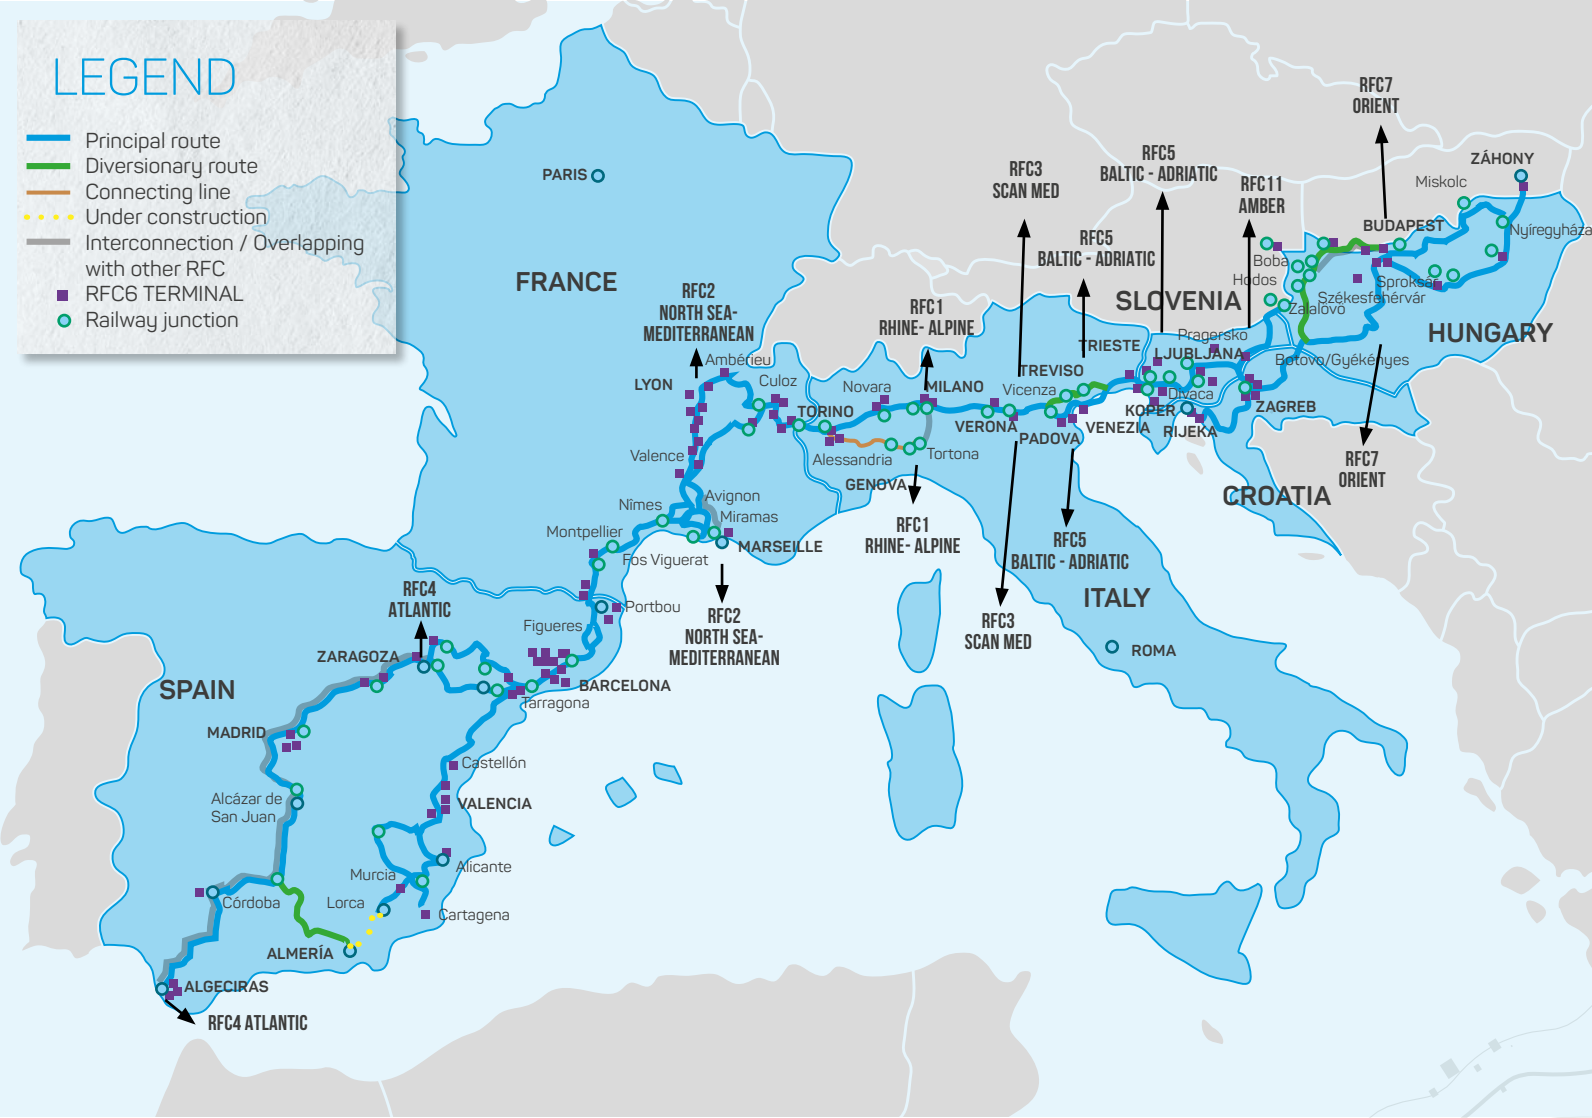 LEGEND
Principal route
Diversionary route
Connecting line
Under construction
Interconnection / Overlapping
with other RFC
RFC6 TERMINAL
Railway junction
PARIS
FRANCE
RFC2
NORTH SEA-
MEDITERRANEAN
LYON
Ambérieu
Culoz
Valence
Nîmes
Avignon
Miramas
Montpellier
Fos Viguerat
MARSEILLE
RFC2
NORTH SEA-
MEDITERRANEAN
Portbou
Figueres
RFC4
ATLANTIC
ZARAGOZA
BARCELONA
Tarragona
SPAIN
MADRID
Castellón
Alcázar de
San Juan
VALENCIA
Alicante
Murcia
Lorca
Cartagena
Córdoba
ALMERÍA
ALGECIRAS
RFC4 ATLANTIC
RFC1
RHINE- ALPINE
Novara
MILANO
TORINO
Alessandria
Tortona
GENOVA
RFC1
RHINE- ALPINE
RFC3
SCAN MED
RFC5
BALTIC - ADRIATIC
RFC5
BALTIC - ADRIATIC
RFC11
AMBER
RFC7
ORIENT
TREVISO
Vicenza
VERONA
PADOVA
VENEZIA
TRIESTE
RFC3
SCAN MED
RFC5
BALTIC - ADRIATIC
ITALY
ROMA
SLOVENIA
Pragersko
LJUBLJANA
Divaca
KOPER
RIJEKA
ZAGREB
CROATIA
Botovo/Gyékényes
RFC7
ORIENT
HUNGARY
ZÁHONY
Miskolc
BUDAPEST
Nyíregyháza
Boba
Hodos
Soroksár
Székesfehérvár
Zalalövo